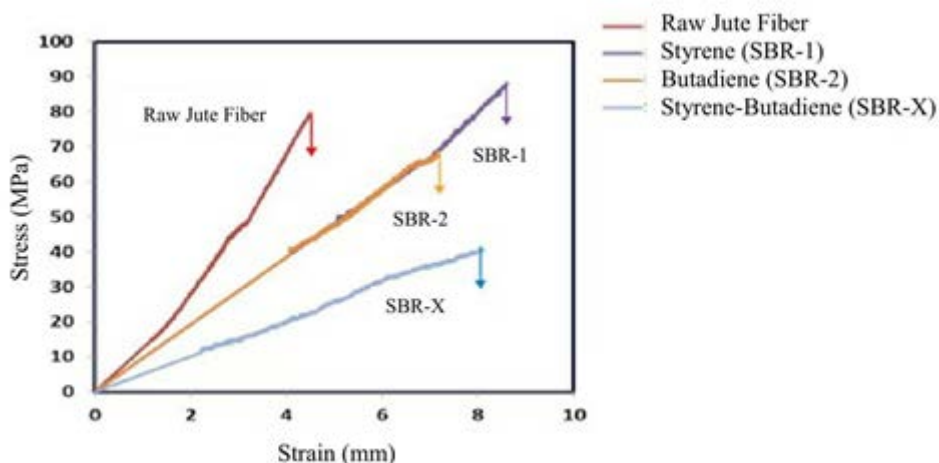 Raw Jute Fiber
Styrene (SBR-1)
Butadiene (SBR-2)
Styrene-Butadiene (SBR-X)
100
90
80
70
60
50
40
30
20
10
0
Stress (MPa)
Raw Jute Fiber
SBR-1
SBR-2
SBR-X
0 2 4 6 8 10
Strain (mm)